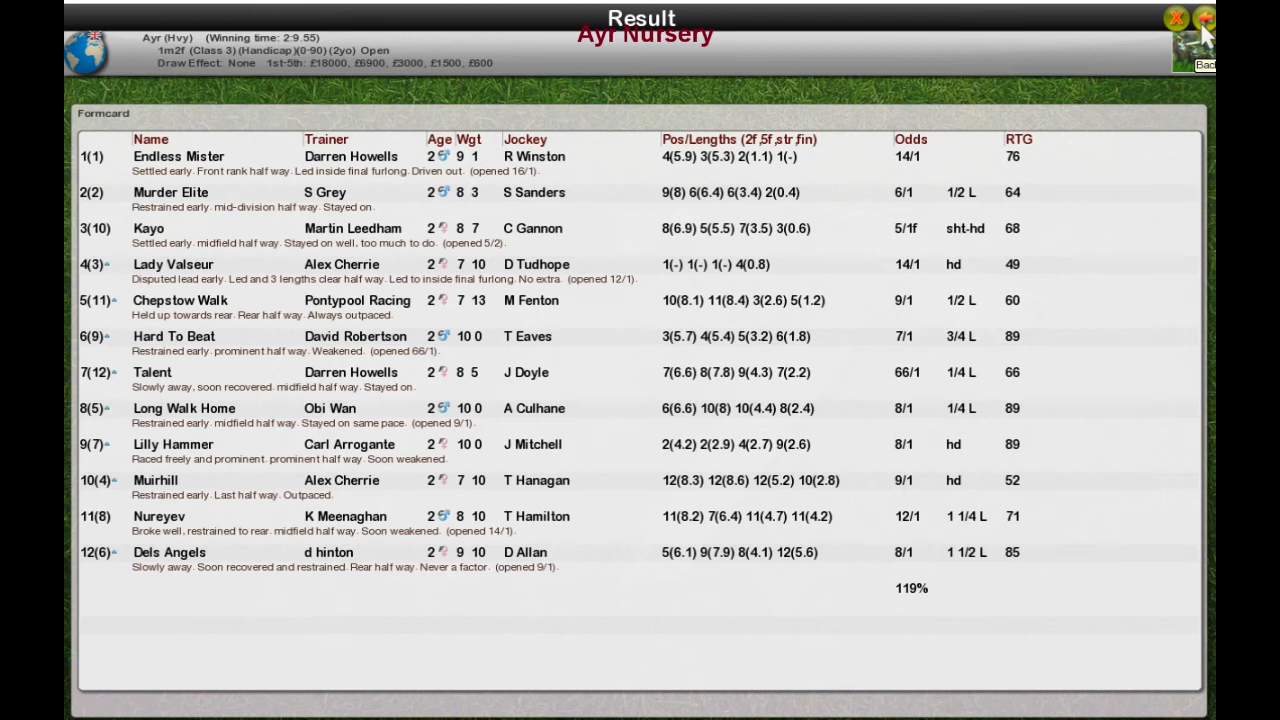 Result
Ayr Nursery
Ayr (Hvy) (Winning time: 2:9.55)
1m2f (Class 3) (Handicap)(0-90) (2yo) Open
Draw Effect: None 1st-5th: £18000, £6900, £3000, £1500, £600
Bac
Formcard
Name Trainer Age Wgt Jockey Pos/Lengths (2f,5f,str,fin) Odds RTG
1(1) Endless Mister Darren Howells 2 9 1 R Winston 4(5.9) 3(5.3) 2(1.1) 1(-) 14/1 76
Settled early. Front rank half way. Led inside final furlong. Driven out. (opened 16/1).
2(2) Murder Elite S Grey 2 8 3 S Sanders 9(8) 6(6.4) 6(3.4) 2(0.4) 6/1 1/2 L 64
Restrained early. mid-division half way. Stayed on.
3(10) Kayo Martin Leedham 2 8 7 C Gannon 8(6.9) 5(5.5) 7(3.5) 3(0.6) 5/1f sht-hd 68
Settled early. midfield half way. Stayed on well, too much to do. (opened 5/2).
4(3) Lady Valseur Alex Cherrie 2 7 10 D Tudhope 1(-) 1(-) 1(-) 4(0.8) 14/1 hd 49
Disputed lead early. Led and 3 lengths clear half way. Led to inside final furlong. No extra. (opened 12/1).
5(11) Chepstow Walk Pontypool Racing 2 7 13 M Fenton 10(8.1) 11(8.4) 3(2.6) 5(1.2) 9/1 1/2 L 60
Held up towards rear. Rear half way. Always outpaced.
6(9) Hard To Beat David Robertson 2 10 0 T Eaves 3(5.7) 4(5.4) 5(3.2) 6(1.8) 7/1 3/4 L 89
Restrained early. prominent half way. Weakened. (opened 66/1).
7(12) Talent Darren Howells 2 8 5 J Doyle 7(6.6) 8(7.8) 9(4.3) 7(2.2) 66/1 1/4 L 66
Slowly away, soon recovered. midfield half way. Stayed on.
8(5) Long Walk Home Obi Wan 2 10 0 A Culhane 6(6.6) 10(8) 10(4.4) 8(2.4) 8/1 1/4 L 89
Restrained early. midfield half way. Stayed on same pace. (opened 9/1).
9(7) Lilly Hammer Carl Arrogante 2 10 0 J Mitchell 2(4.2) 2(2.9) 4(2.7) 9(2.6) 8/1 hd 89
Raced freely and prominent. prominent half way. Soon weakened.
10(4) Muirhill Alex Cherrie 2 7 10 T Hanagan 12(8.3) 12(8.6) 12(5.2) 10(2.8) 9/1 hd 52
Restrained early. Last half way. Outpaced.
11(8) Nureyev K Meenaghan 2 8 10 T Hamilton 11(8.2) 7(6.4) 11(4.7) 11(4.2) 12/1 1 1/4 L 71
Broke well, restrained to rear. midfield half way. Soon weakened. (opened 14/1).
12(6) Dels Angels d hinton 2 9 10 D Allan 5(6.1) 9(7.9) 8(4.1) 12(5.6) 8/1 1 1/2 L 85
Slowly away. Soon recovered and restrained. Rear half way. Never a factor. (opened 9/1).
119%